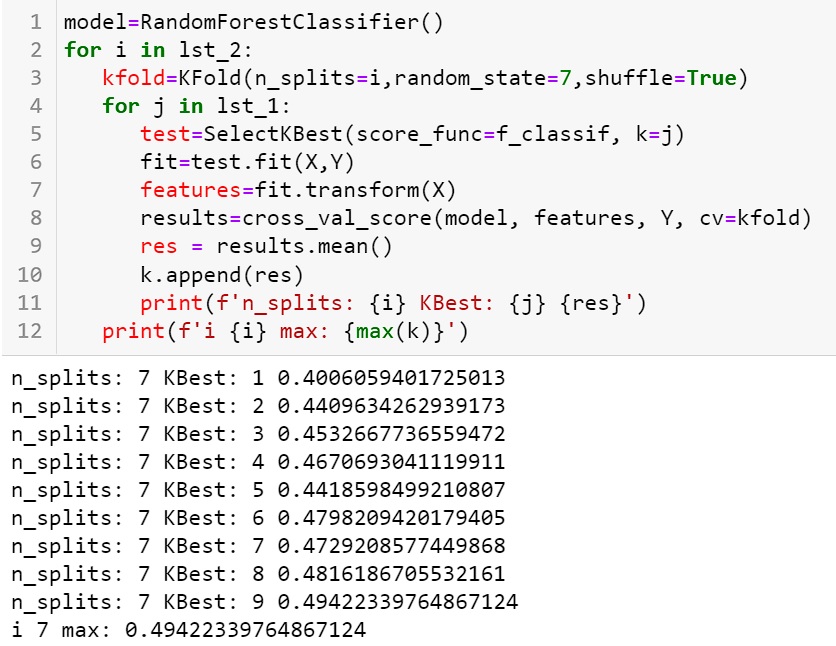 1 model=RandomForestClassifier()
2 for i in lst_2:
3 kfold=KFold(n_splits=i,random_state=7,shuffle=True)
4 for j in lst_1:
5 test=SelectKBest(score_func=f_classif, k=j)
6 fit=test.fit(X,Y)
7 features=fit.transform(X)
8 results=cross_val_score(model, features, Y, cv=kfold)
9 res = results.mean()
10 k.append(res)
11 print(f'n_splits: {i} KBest: {j} {res}')
12 print(f'i {i} max: {max(k)}')
n_splits: 7 KBest: 1 0.4006059401725013
n_splits: 7 KBest: 2 0.4409634262939173
n_splits: 7 KBest: 3 0.4532667736559472
n_splits: 7 KBest: 4 0.4670693041119911
n_splits: 7 KBest: 5 0.4418598499210807
n_splits: 7 KBest: 6 0.4798209420179405
n_splits: 7 KBest: 7 0.4729208577449868
n_splits: 7 KBest: 8 0.4816186705532161
n_splits: 7 KBest: 9 0.49422339764867124
i 7 max: 0.49422339764867124